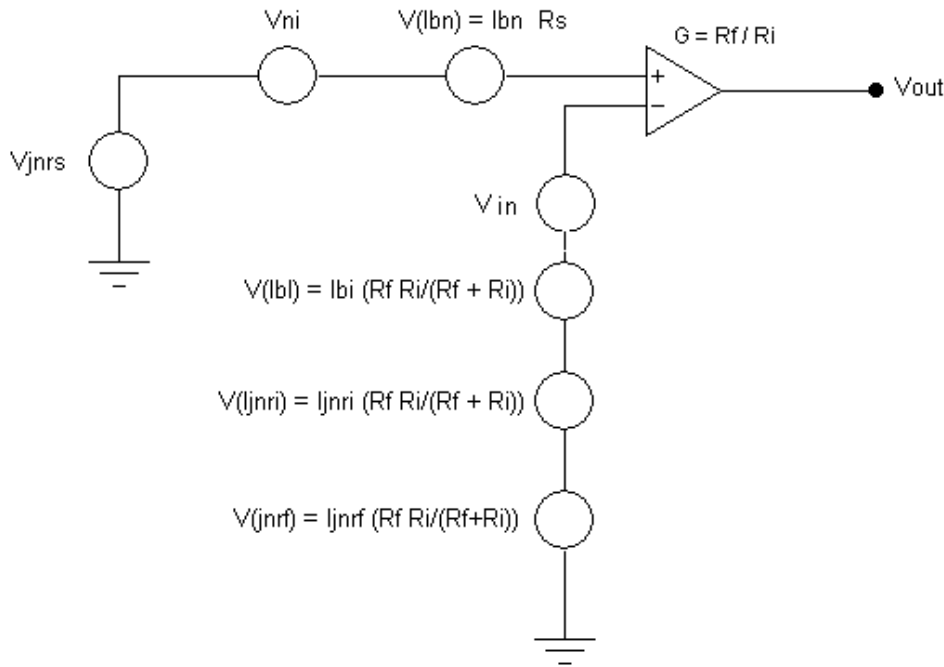 Vni
V(Ibn) = Ibn Rs
G = Rf / Ri
+
−
Vout
Vjnrs
V in
V(Ibl) = Ibi (Rf Ri/(Rf + Ri))
V(Ijnri) = Ijnri (Rf Ri/(Rf + Ri))
V(jnrf) = Ijnrf (Rf Ri/(Rf+Ri))